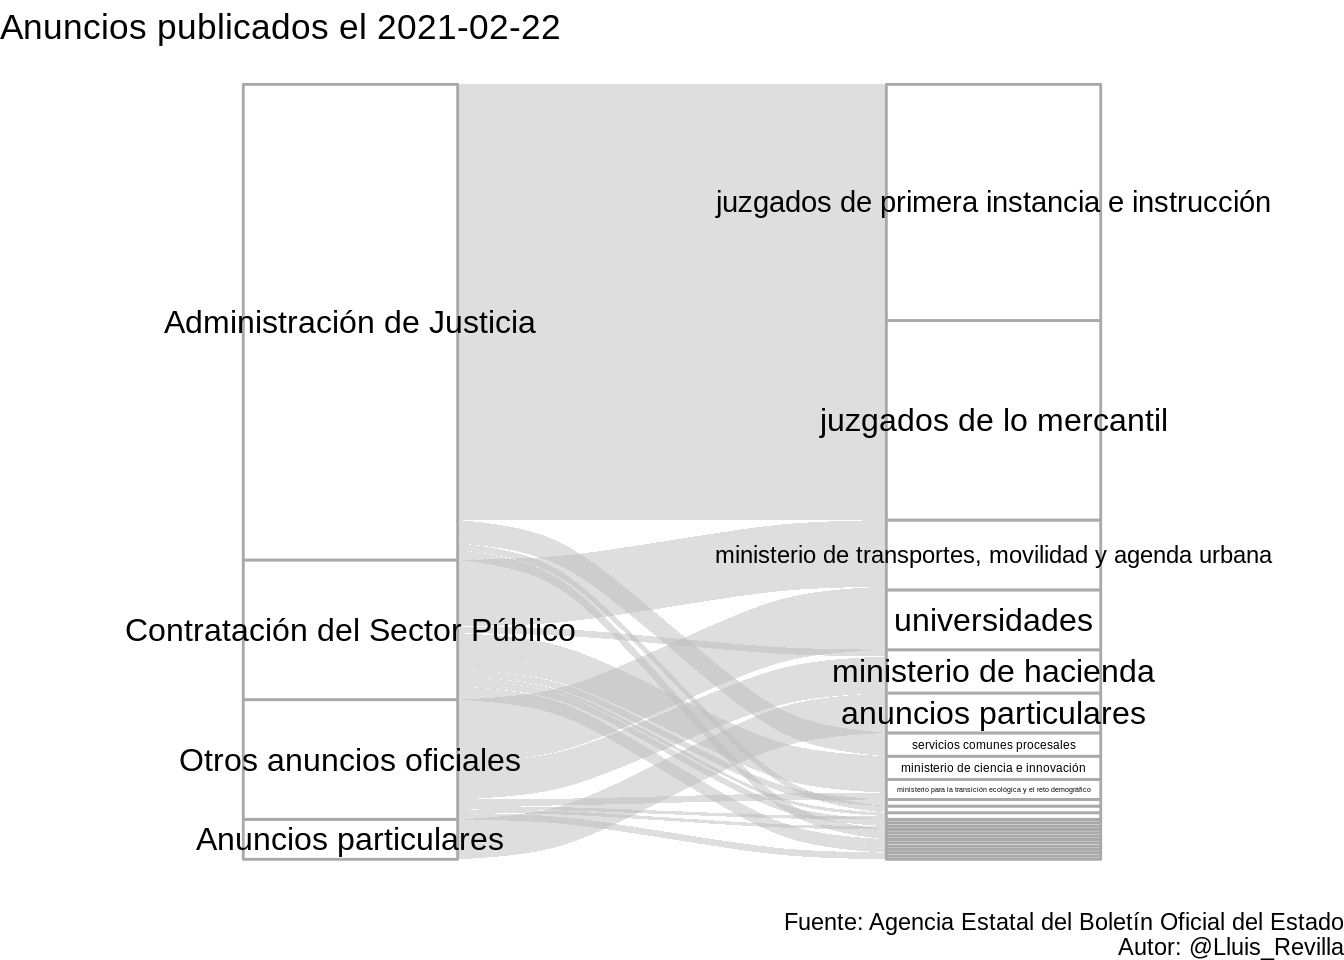 Anuncios publicados el 2021-02-22
juzgados de primera instancia e instrucción
Administración de Justicia
juzgados de lo mercantil
ministerio de transportes, movilidad y agenda urbana
Contratación del Sector Público
universidades
ministerio de hacienda
anuncios particulares
servicios comunes procesales
Otros anuncios oficiales
ministerio de ciencia e innovación
ministerio para la transición ecológica y el reto demográfico
Anuncios particulares
Fuente: Agencia Estatal del Boletín Oficial del Estado
Autor: @Lluis_Revilla